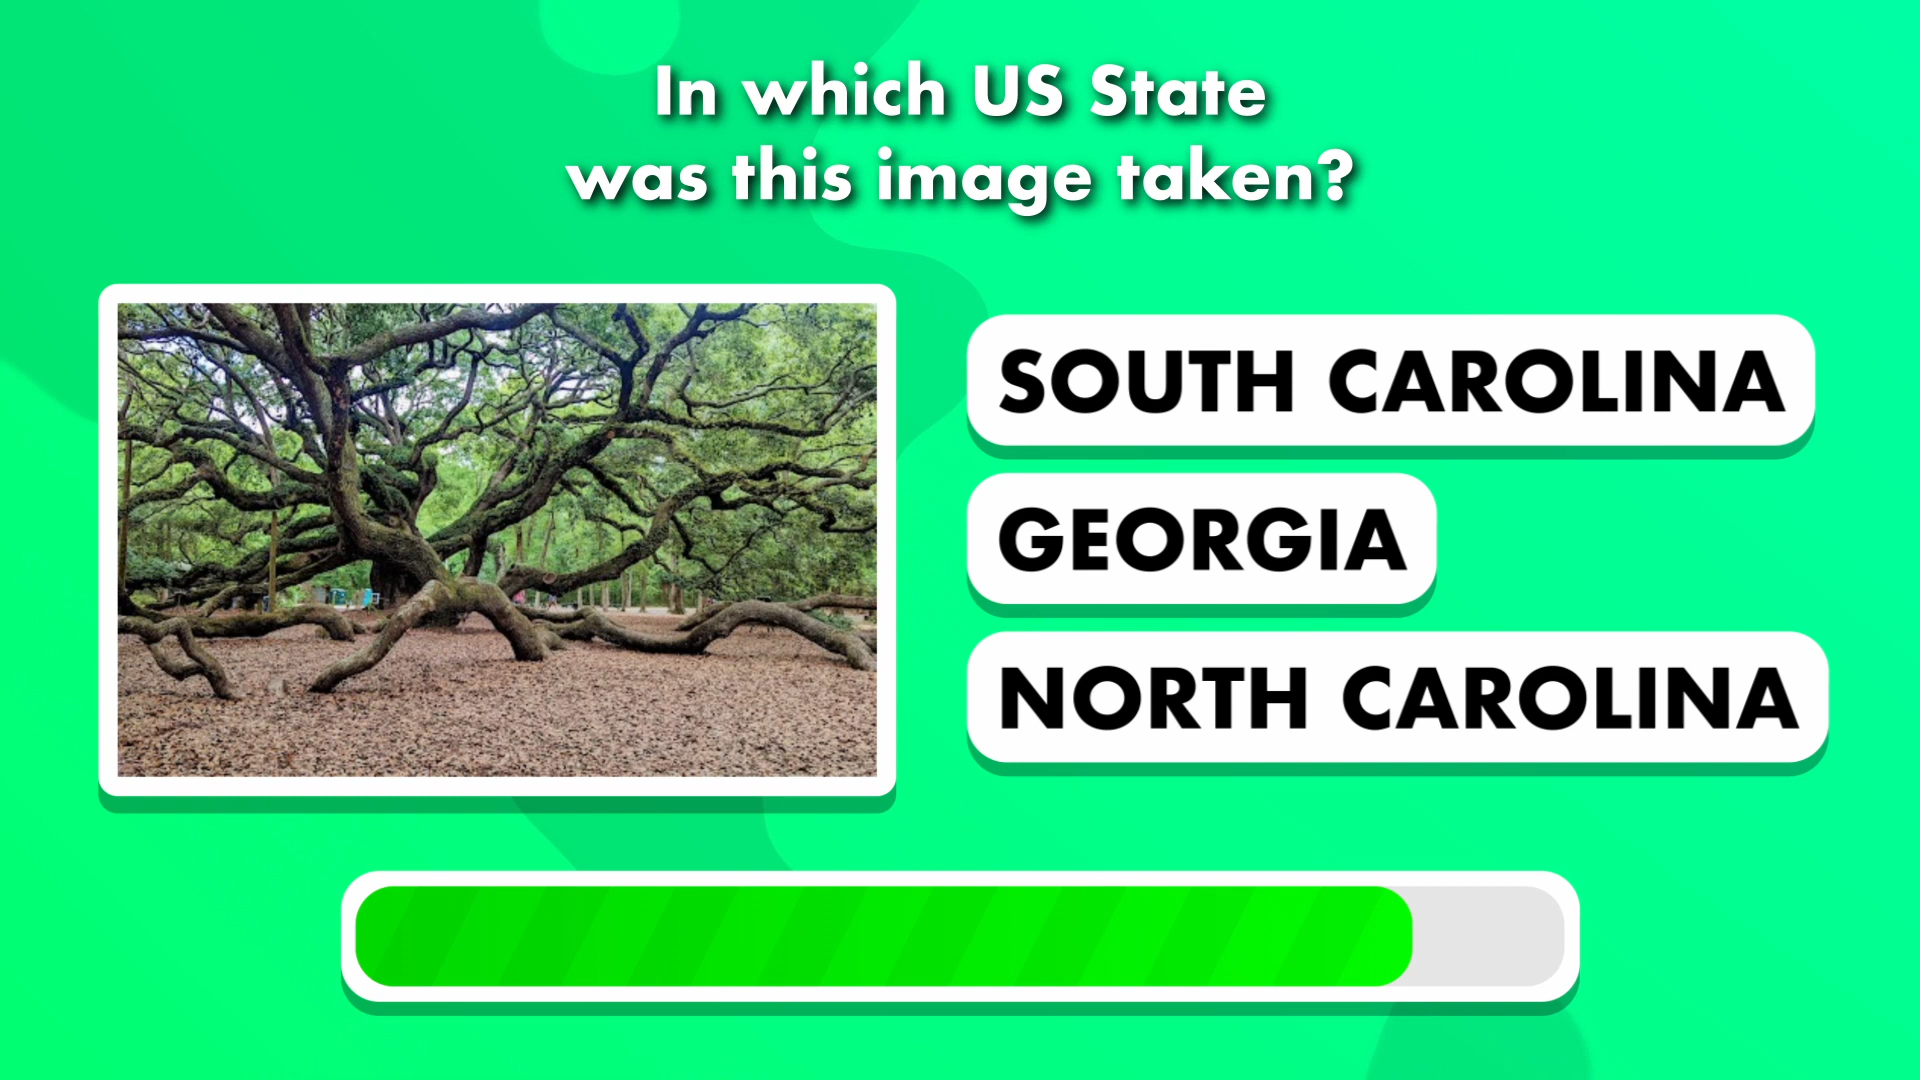 In which US State
was this image taken?
SOUTH CAROLINA
GEORGIA
NORTH CAROLINA